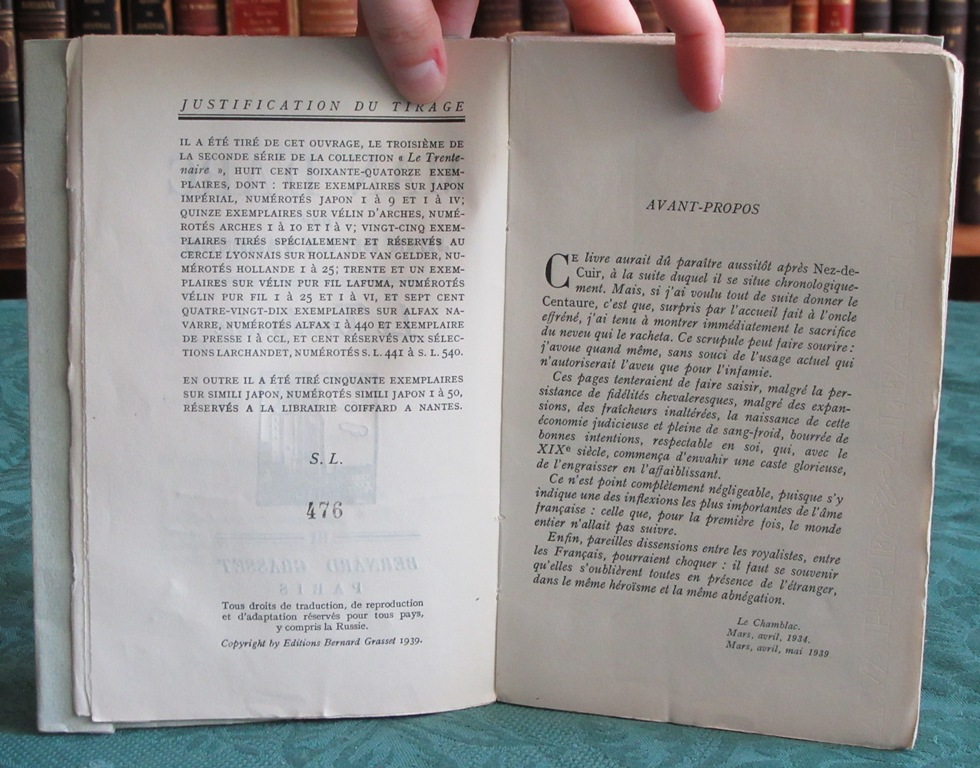 JUSTIFICATION DU TIRAGE
IL A ÉTÉ TIRÉ DE CET OUVRAGE, LE TROISIÈME DE
LA SECONDE SÉRIE DE LA COLLECTION « Le Trente-
naire », HUIT CENT SOIXANTE-QUATORZE EXEM-
PLAIRES, DONT : TREIZE EXEMPLAIRES SUR JAPON
IMPÉRIAL, NUMÉROTÉS JAPON I à 9 ET I à IV;
QUINZE EXEMPLAIRES SUR VÉLIN D'ARCHES, NUMÉ-
ROTÉS ARCHES I à 10 ET I à V; VINGT-CINQ EXEM-
PLAIRES TIRÉS SPÉCIALEMENT ET RÉSERVÉS AU
CERCLE LYONNAIS SUR HOLLANDE VAN GELDER, NU-
MÉROTÉS HOLLANDE I à 25; TRENTE ET UN EXEM-
PLAIRES SUR VÉLIN PUR FIL LAFUMA, NUMÉROTÉS
VÉLIN PUR FIL I à 25 ET I à VI, ET SEPT CENT
QUATRE-VINGT-DIX EXEMPLAIRES SUR ALFAX NA-
VARRE, NUMÉROTÉS ALFAX I à 440 ET EXEMPLAIRE
DE PRESSE I à CCL, ET CENT RÉSERVÉS AUX SÉLEC-
TIONS LARCHANDET, NUMÉROTÉS S. L. 441 à S. L. 540.
EN OUTRE IL A ÉTÉ TIRÉ CINQUANTE EXEMPLAIRES
SUR SIMILI JAPON, NUMÉROTÉS SIMILI JAPON I à 50,
RÉSERVÉS A LA LIBRAIRIE COIFFARD A NANTES.
S. L.
476
Tous droits de traduction, de reproduction
et d'adaptation réservés pour tous pays,
y compris la Russie.
Copyright by Editions Bernard Grasset 1939.
AVANT-PROPOS
CE livre aurait dû paraître aussitôt après Nez-de-
Cuir, à la suite duquel il se situe chronologique-
ment. Mais, si j'ai voulu tout de suite donner le
Centaure, c'est que, surpris par l'accueil fait à l'oncle
effréné, j'ai tenu à montrer immédiatement le sacrifice
du neveu qui le racheta. Ce scrupule peut faire sourire :
j'avoue quand même, sans souci de l'usage actuel qui
n'autoriserait l'aveu que pour l'infamie.
Ces pages tenteraient de faire saisir, malgré la per-
sistance de fidélités chevaleresques, malgré des expan-
sions, des fraîcheurs inaltérées, la naissance de cette
économie judicieuse et pleine de sang-froid, bourrée de
bonnes intentions, respectable en soi, qui, avec le
XIXe siècle, commença d'envahir une caste glorieuse,
de l'engraisser en l'affaiblissant.
Ce n'est point complètement négligeable, puisque s'y
indique une des inflexions les plus importantes de l'âme
française : celle que, pour la première fois, le monde
entier n'allait pas suivre.
Enfin, pareilles dissensions entre les royalistes, entre
les Français, pourraient choquer : il faut se souvenir
qu'elles s'oublièrent toutes en présence de l'étranger,
dans le même héroïsme et la même abnégation.
Le Chamblac.
Mars, avril, 1934.
Mars, avril, mai 1939